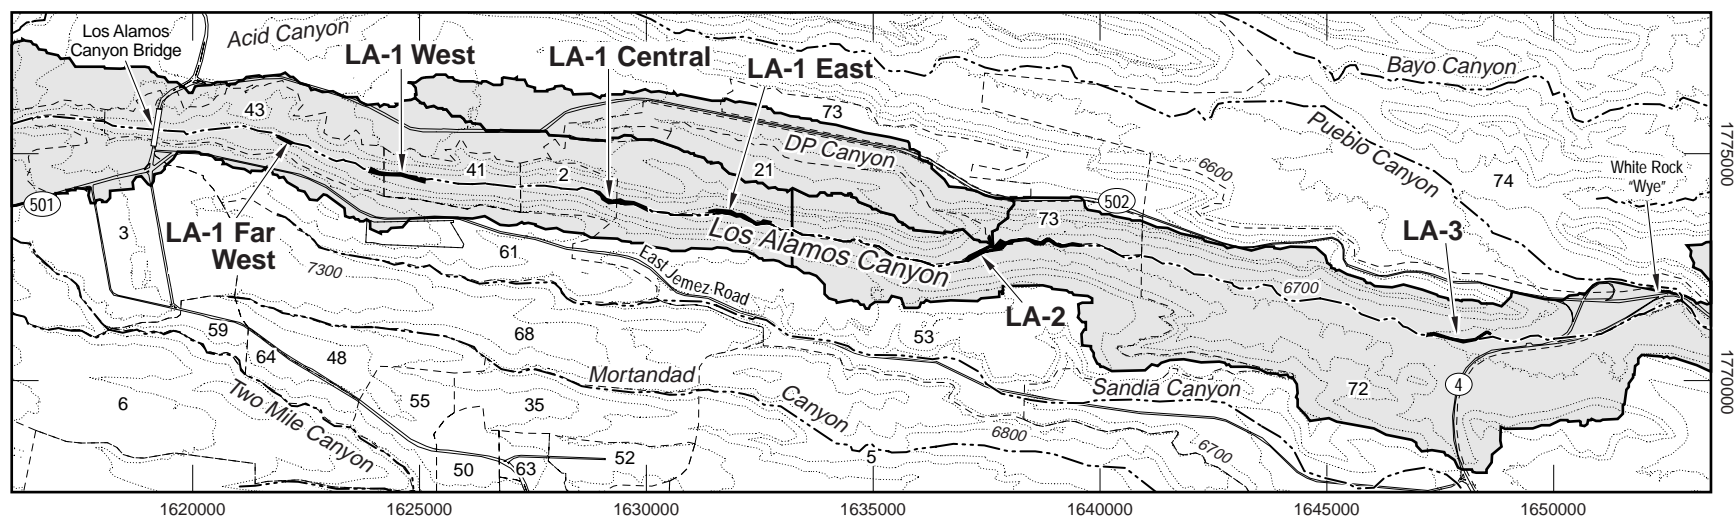 Los Alamos
Canyon Bridge
Acid Canyon
LA-1 West
LA-1 Central
LA-1 East
Bayo Canyon
43
73
DP Canyon
Pueblo Canyon
1775000
6600
41
2
21
74
White Rock
"Wye"
501
502
3
LA-1 Far
West
73
LA-3
61
Los Alamos Canyon
7300
East Jemez Road
6700
LA-2
59
68
53
64
48
Mortandad
Sandia Canyon
72
4
1770000
6
Two Mile Canyon
55
35
Canyon
6800
6700
50
63
52
5
1620000
1625000
1630000
1635000
1640000
1645000
1650000